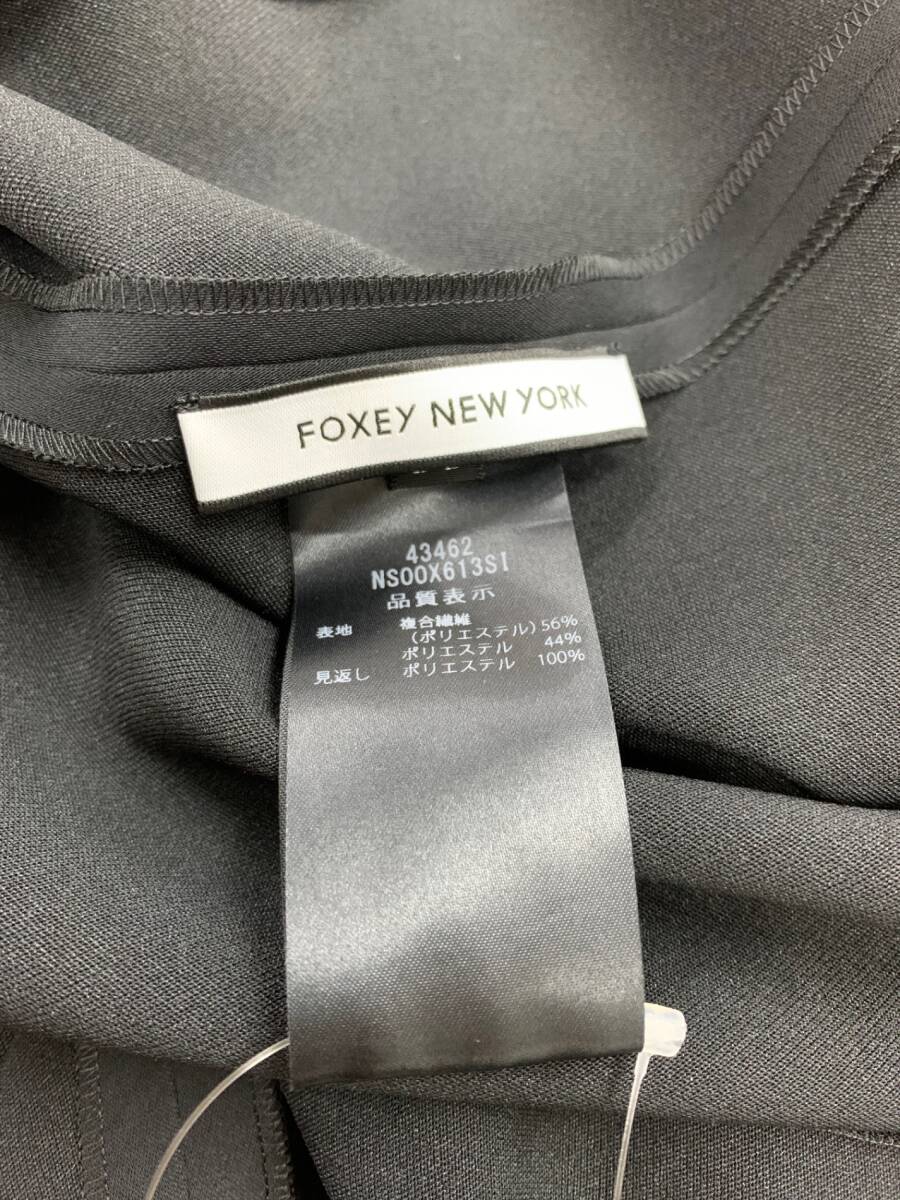 FOXEY NEW YORK
43462
NS00X613SI
品質表示
表地 複合繊維
(ポリエステル) 56%
ポリエステル 44%
見返し ポリエステル 100%